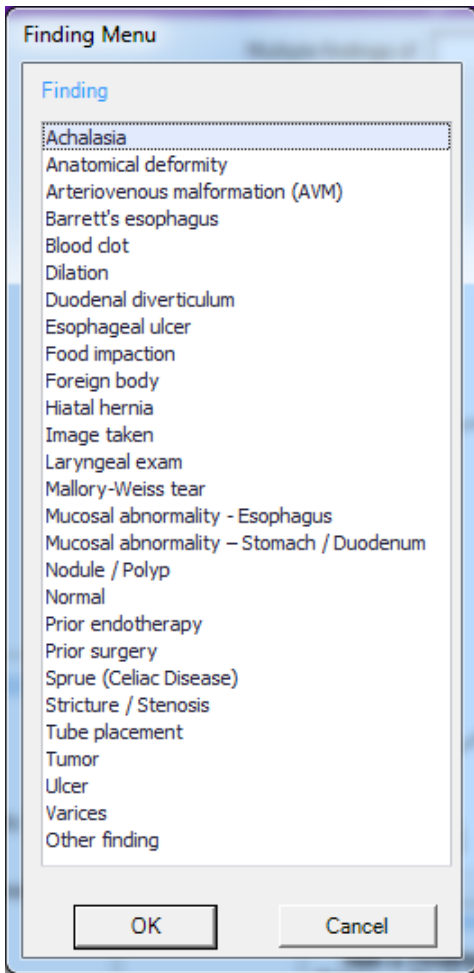 Finding Menu
Finding
Achalasia
Anatomical deformity
Arteriovenous malformation (AVM)
Barrett's esophagus
Blood clot
Dilation
Duodenal diverticulum
Esophageal ulcer
Food impaction
Foreign body
Hiatal hernia
Image taken
Laryngeal exam
Mallory-Weiss tear
Mucosal abnormality - Esophagus
Mucosal abnormality – Stomach / Duodenum
Nodule / Polyp
Normal
Prior endotherapy
Prior surgery
Sprue (Celiac Disease)
Stricture / Stenosis
Tube placement
Tumor
Ulcer
Varices
Other finding
OK Cancel